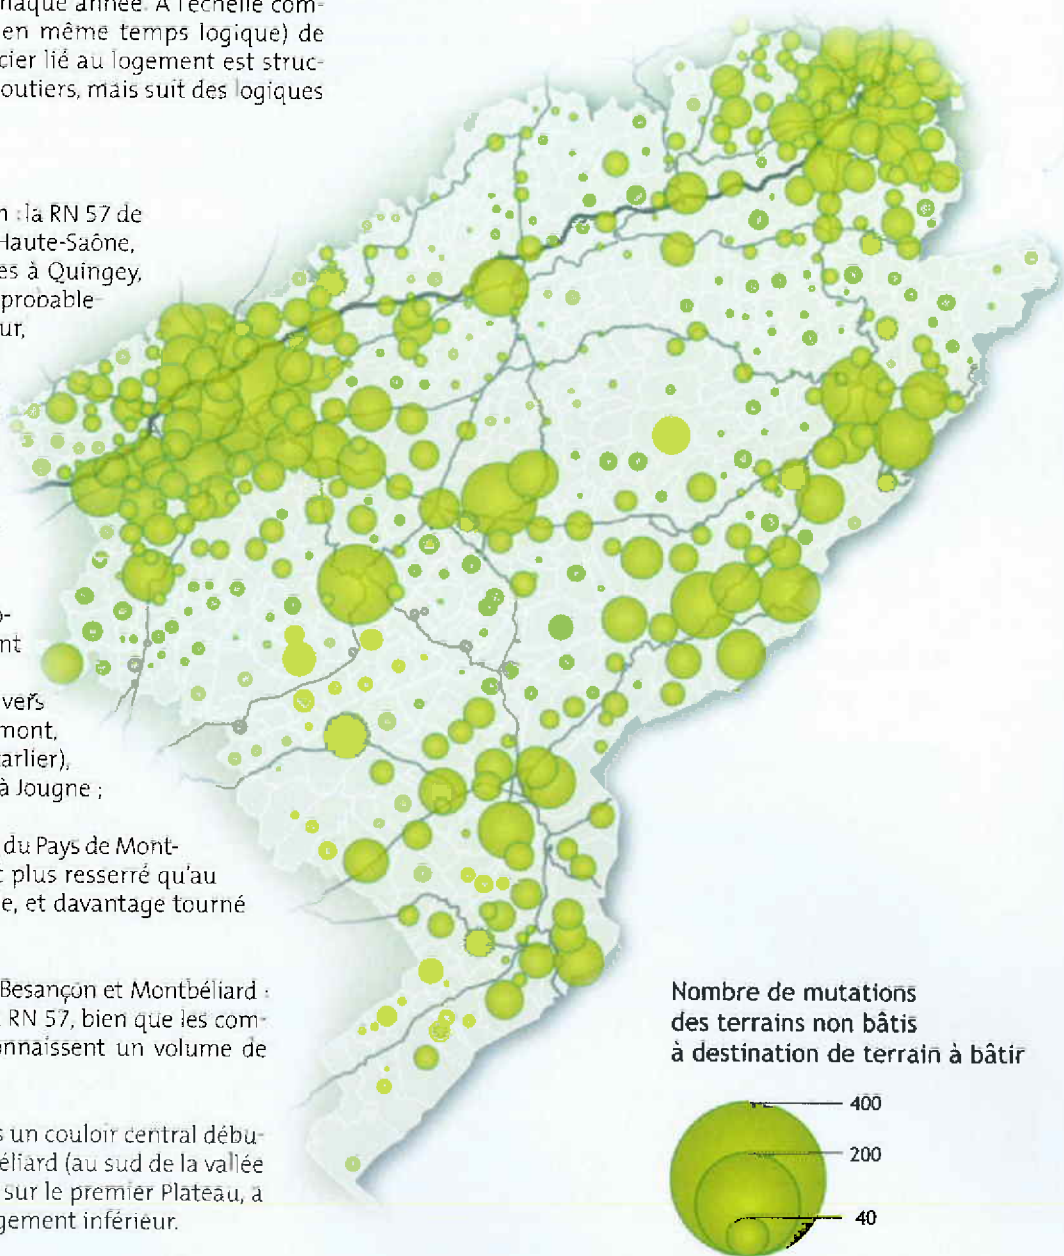 haque année. À l'échelle com-
en même temps logique) de
cier lié au logement est struc-
outiers, mais suit des logiques
n : la RN 57 de
Haute-Saône,
es à Quingey,
probable-
ur,
o-
nt
vers
mont,
arlier),
à Jougne ;
du Pays de Mont-
t plus resserré qu'au
e, et davantage tourné
Besançon et Montbéliard :
RN 57, bien que les com-
onnaissent un volume de
s un couloir central débu-
éliard (au sud de la vallée
sur le premier Plateau, a
gement inférieur.
Nombre de mutations
des terrains non bâtis
à destination de terrain à bâtir
400
200
40